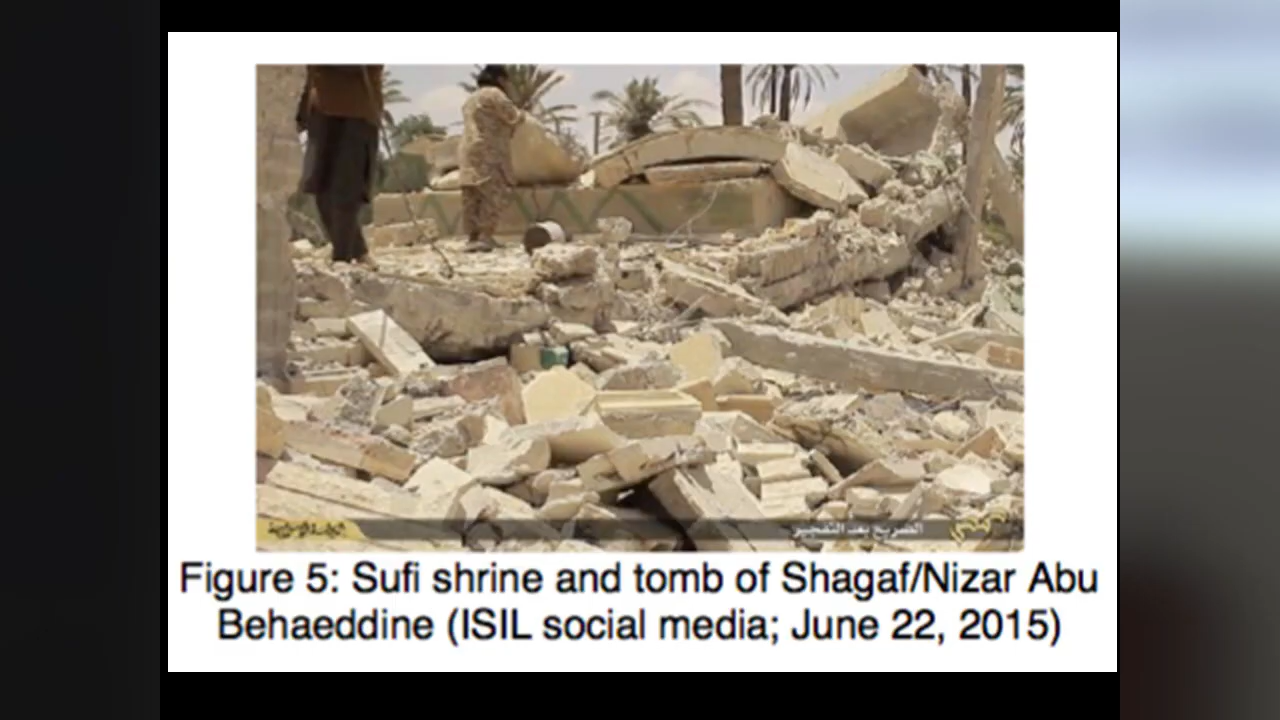 الضريح بعد التفجير
Figure 5: Sufi shrine and tomb of Shagaf/Nizar Abu
Behaeddine (ISIL social media; June 22, 2015)